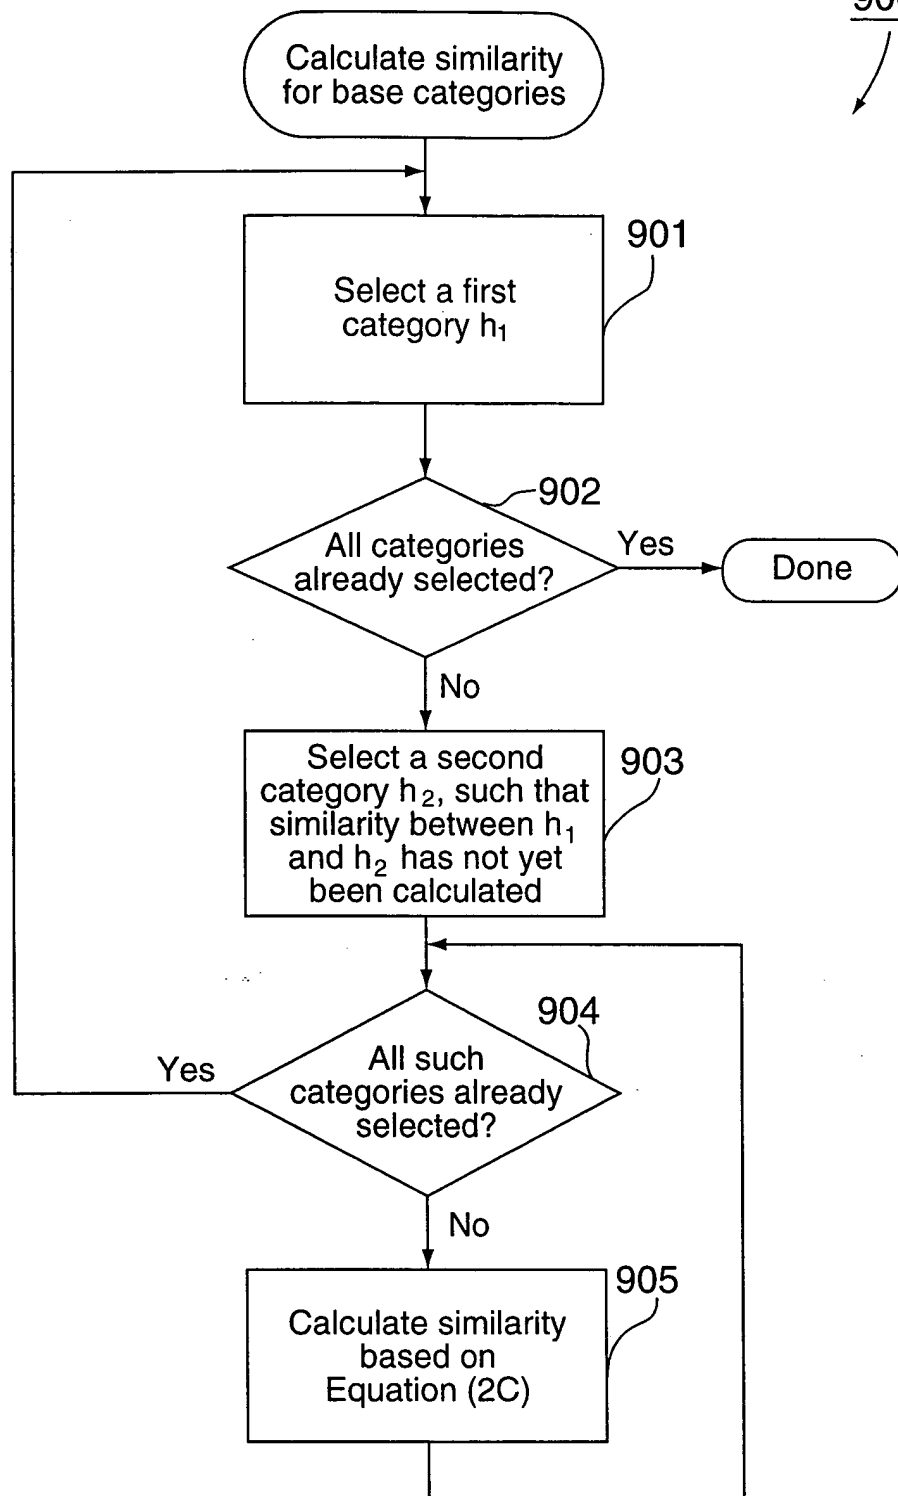 Calculate similarity
for base categories
901
Select a first
category h₁
902
All categories
already selected?
Yes
Done
No
903
Select a second
category h₂, such that
similarity between h₁
and h₂ has not yet
been calculated
904
All such
categories already
selected?
Yes
No
905
Calculate similarity
based on
Equation (2C)